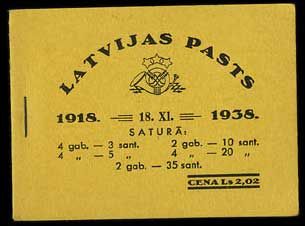 LATVIJAS PASTS
1918. 18. XI. 1938.
SATURĀ:
4 gab. — 3 sant. 2 gab. — 10 sant.
4 „ — 5 „ 4 „ — 20 „
2 gab. — 35 sant.
CENA Ls 2,02